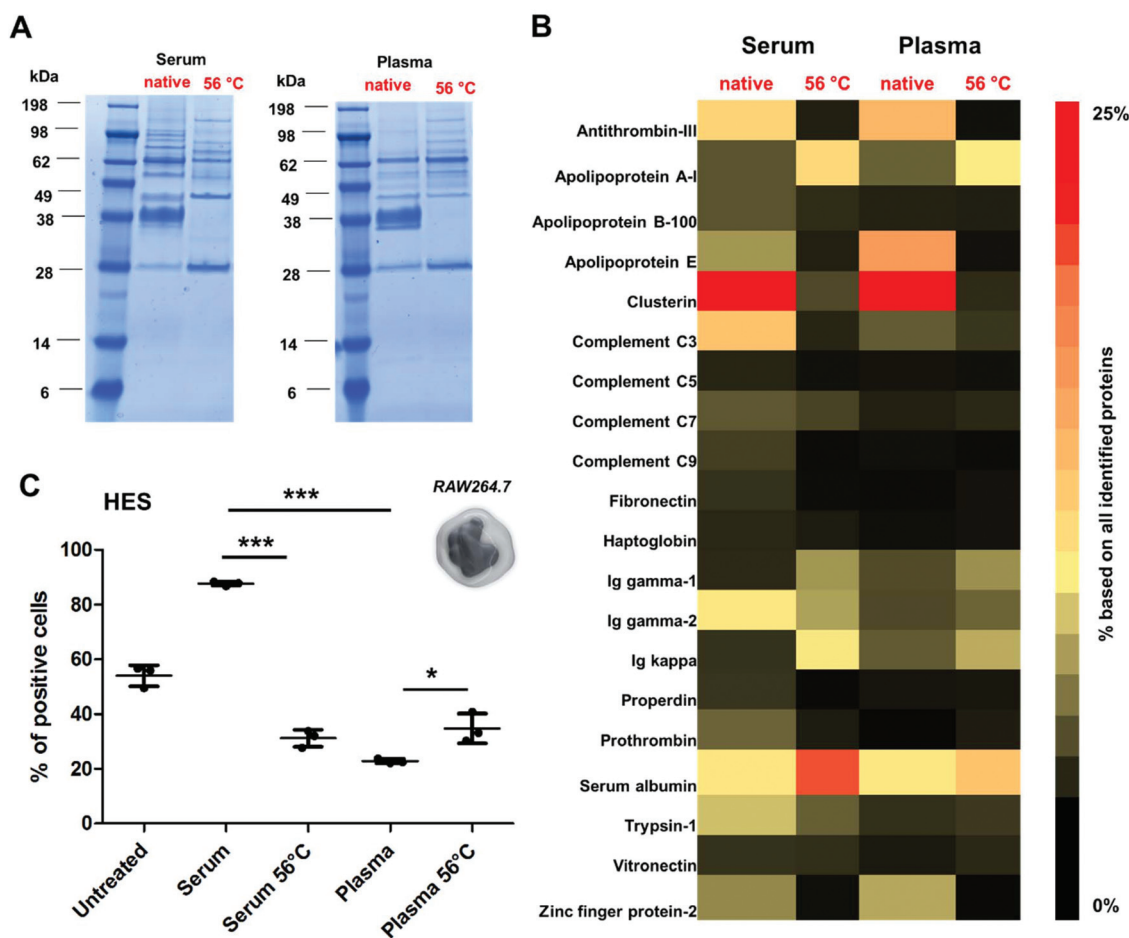 A
Serum
kDa
native 56 °C
198
98
62
49
38
28
14
6
Plasma
kDa
native 56 °C
198
98
62
49
38
28
14
6
B
Serum Plasma
native 56 °C native 56 °C
Antithrombin-III
Apolipoprotein A-I
Apolipoprotein B-100
Apolipoprotein E
Clusterin
Complement C3
Complement C5
Complement C7
Complement C9
Fibronectin
Haptoglobin
Ig gamma-1
Ig gamma-2
Ig kappa
Properdin
Prothrombin
Serum albumin
Trypsin-1
Vitronectin
Zinc finger protein-2
25%
% based on all identified proteins
0%
C
HES
RAW264.7
***
***
*
% of positive cells
100
80
60
40
20
0
Untreated
Serum
Serum 56°C
Plasma
Plasma 56°C